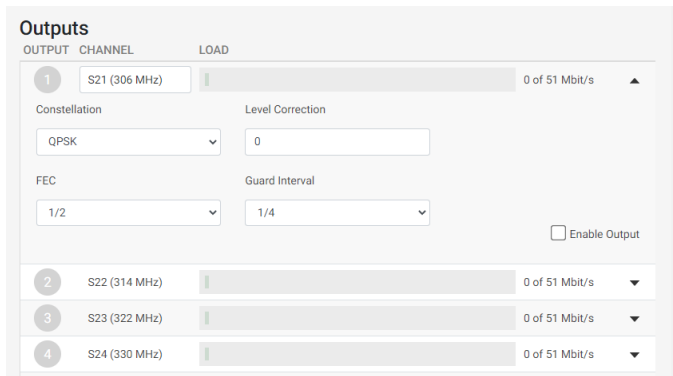 Outputs
OUTPUT CHANNEL LOAD
1 S21 (306 MHz) 0 of 51 Mbit/s
Constellation Level Correction
QPSK 0
FEC Guard Interval
1/2 1/4
Enable Output
2 S22 (314 MHz) 0 of 51 Mbit/s
3 S23 (322 MHz) 0 of 51 Mbit/s
4 S24 (330 MHz) 0 of 51 Mbit/s